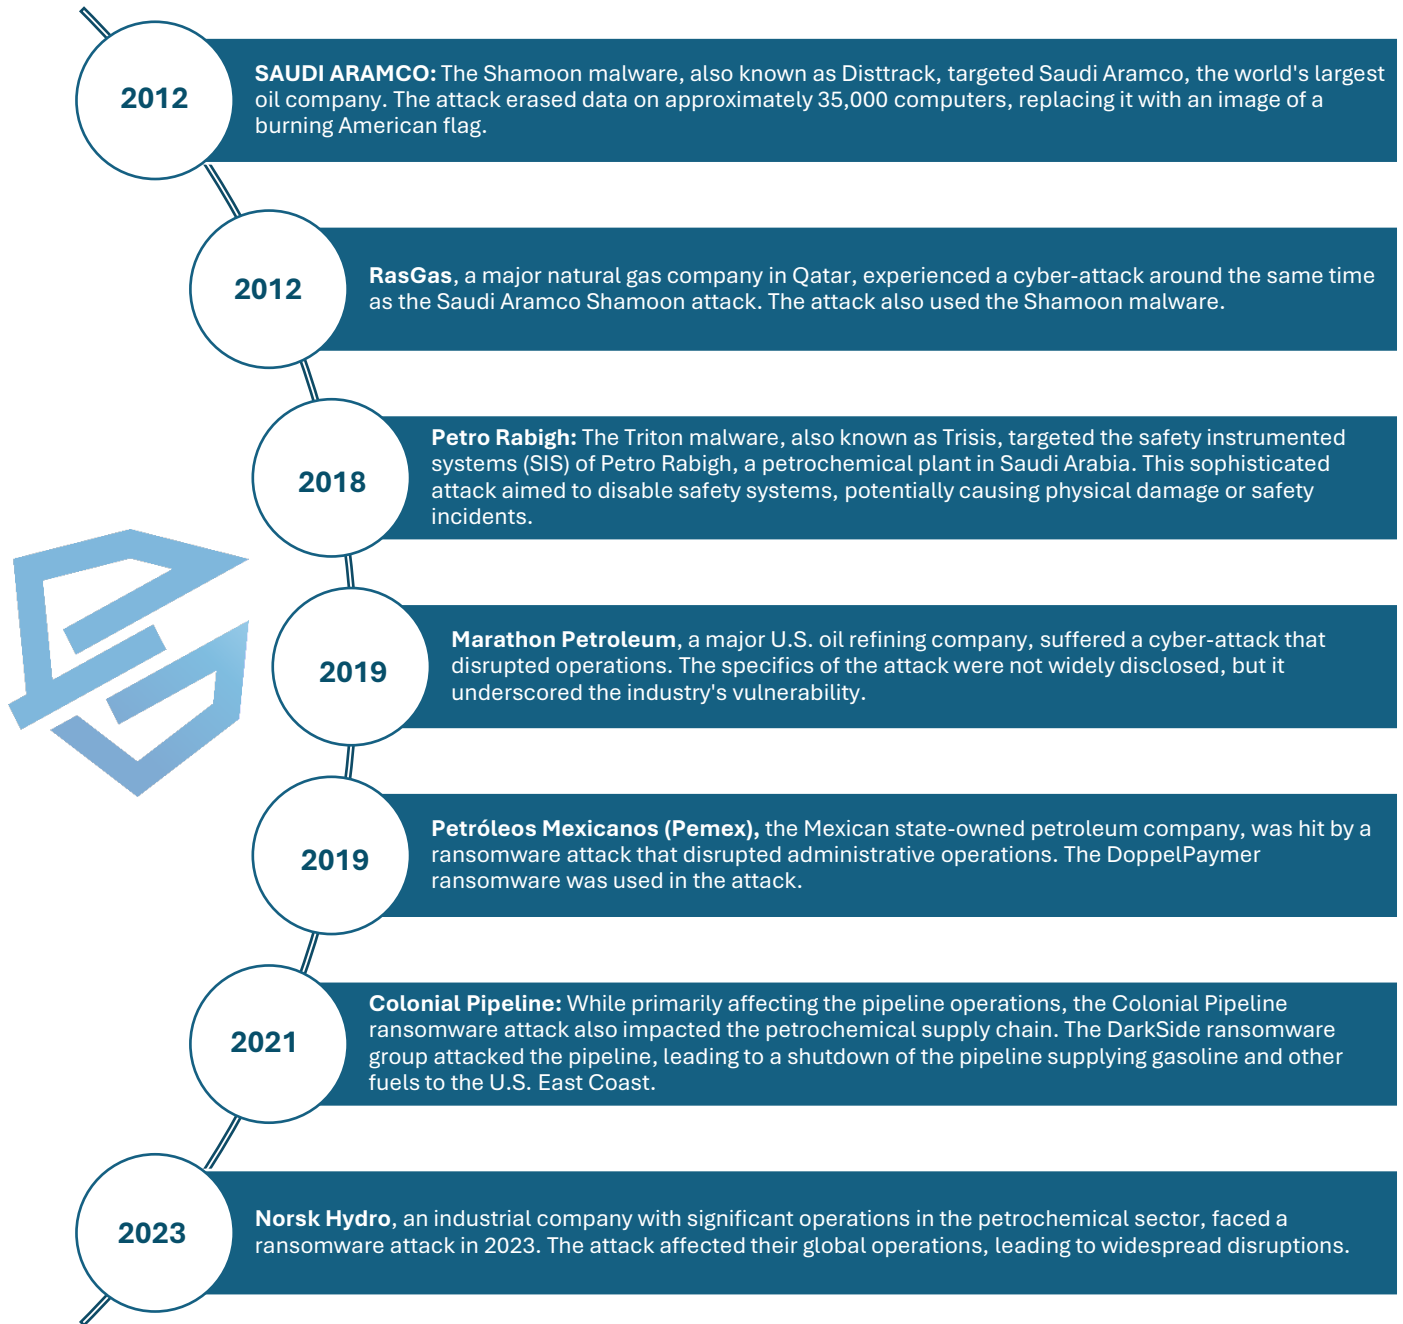 2012
SAUDI ARAMCO: The Shamoon malware, also known as Disttrack, targeted Saudi Aramco, the world's largest
oil company. The attack erased data on approximately 35,000 computers, replacing it with an image of a
burning American flag.
2012
RasGas, a major natural gas company in Qatar, experienced a cyber-attack around the same time
as the Saudi Aramco Shamoon attack. The attack also used the Shamoon malware.
2018
Petro Rabigh: The Triton malware, also known as Trisis, targeted the safety instrumented
systems (SIS) of Petro Rabigh, a petrochemical plant in Saudi Arabia. This sophisticated
attack aimed to disable safety systems, potentially causing physical damage or safety
incidents.
2019
Marathon Petroleum, a major U.S. oil refining company, suffered a cyber-attack that
disrupted operations. The specifics of the attack were not widely disclosed, but it
underscored the industry's vulnerability.
2019
Petróleos Mexicanos (Pemex), the Mexican state-owned petroleum company, was hit by a
ransomware attack that disrupted administrative operations. The DoppelPaymer
ransomware was used in the attack.
2021
Colonial Pipeline: While primarily affecting the pipeline operations, the Colonial Pipeline
ransomware attack also impacted the petrochemical supply chain. The DarkSide ransomware
group attacked the pipeline, leading to a shutdown of the pipeline supplying gasoline and other
fuels to the U.S. East Coast.
2023
Norsk Hydro, an industrial company with significant operations in the petrochemical sector, faced a
ransomware attack in 2023. The attack affected their global operations, leading to widespread disruptions.